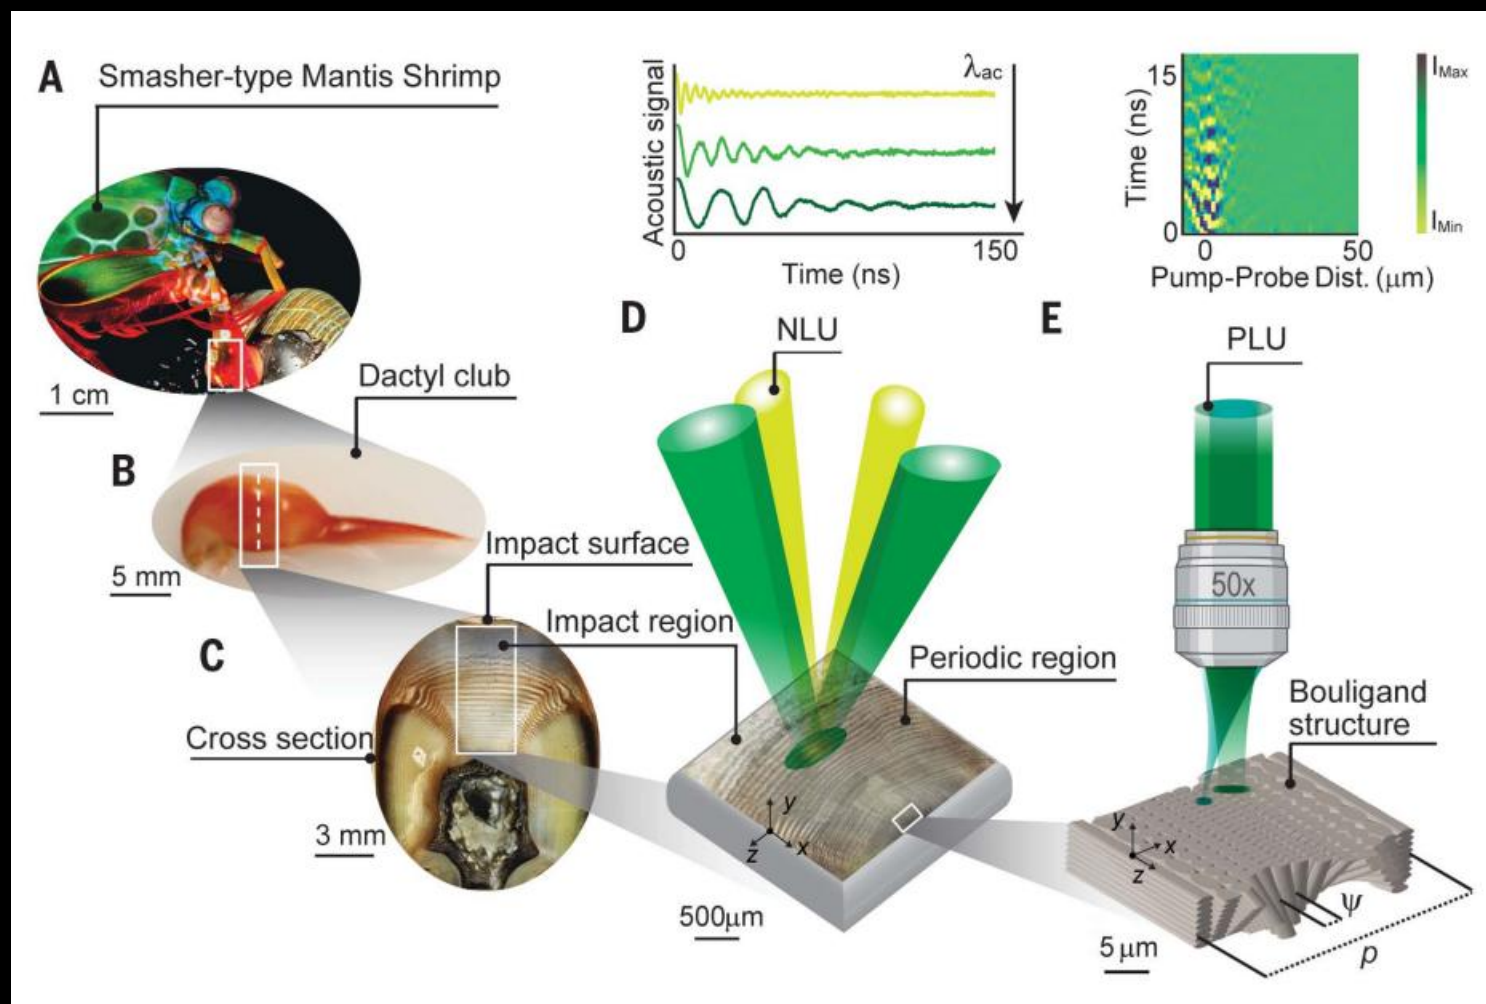 A
Smasher-type Mantis Shrimp
1 cm
B
Dactyl club
5 mm
C
Impact surface
Impact region
Cross section
3 mm
Acoustic signal
λac
0
150
Time (ns)
D
NLU
Periodic region
y
z
x
500μm
15
Time (ns)
0
0
50
Pump-Probe Dist. (μm)
IMax
IMin
E
PLU
50x
Bouligand
structure
y
x
z
ψ
p
5 μm